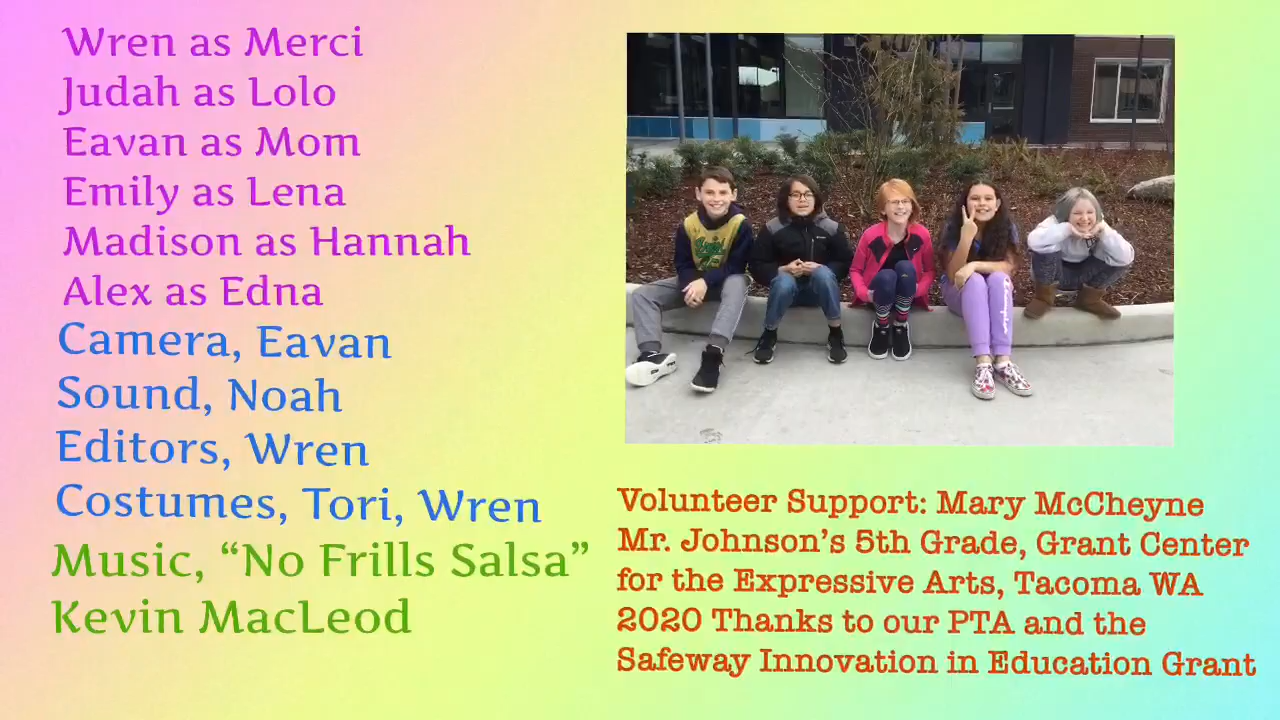 Wren as Merci
Judah as Lolo
Eavan as Mom
Emily as Lena
Madison as Hannah
Alex as Edna
Camera, Eavan
Sound, Noah
Editors, Wren
Costumes, Tori, Wren
Music, “No Frills Salsa”
Kevin MacLeod
Volunteer Support: Mary McCheyne
Mr. Johnson’s 5th Grade, Grant Center
for the Expressive Arts, Tacoma WA
2020 Thanks to our PTA and the
Safeway Innovation in Education Grant